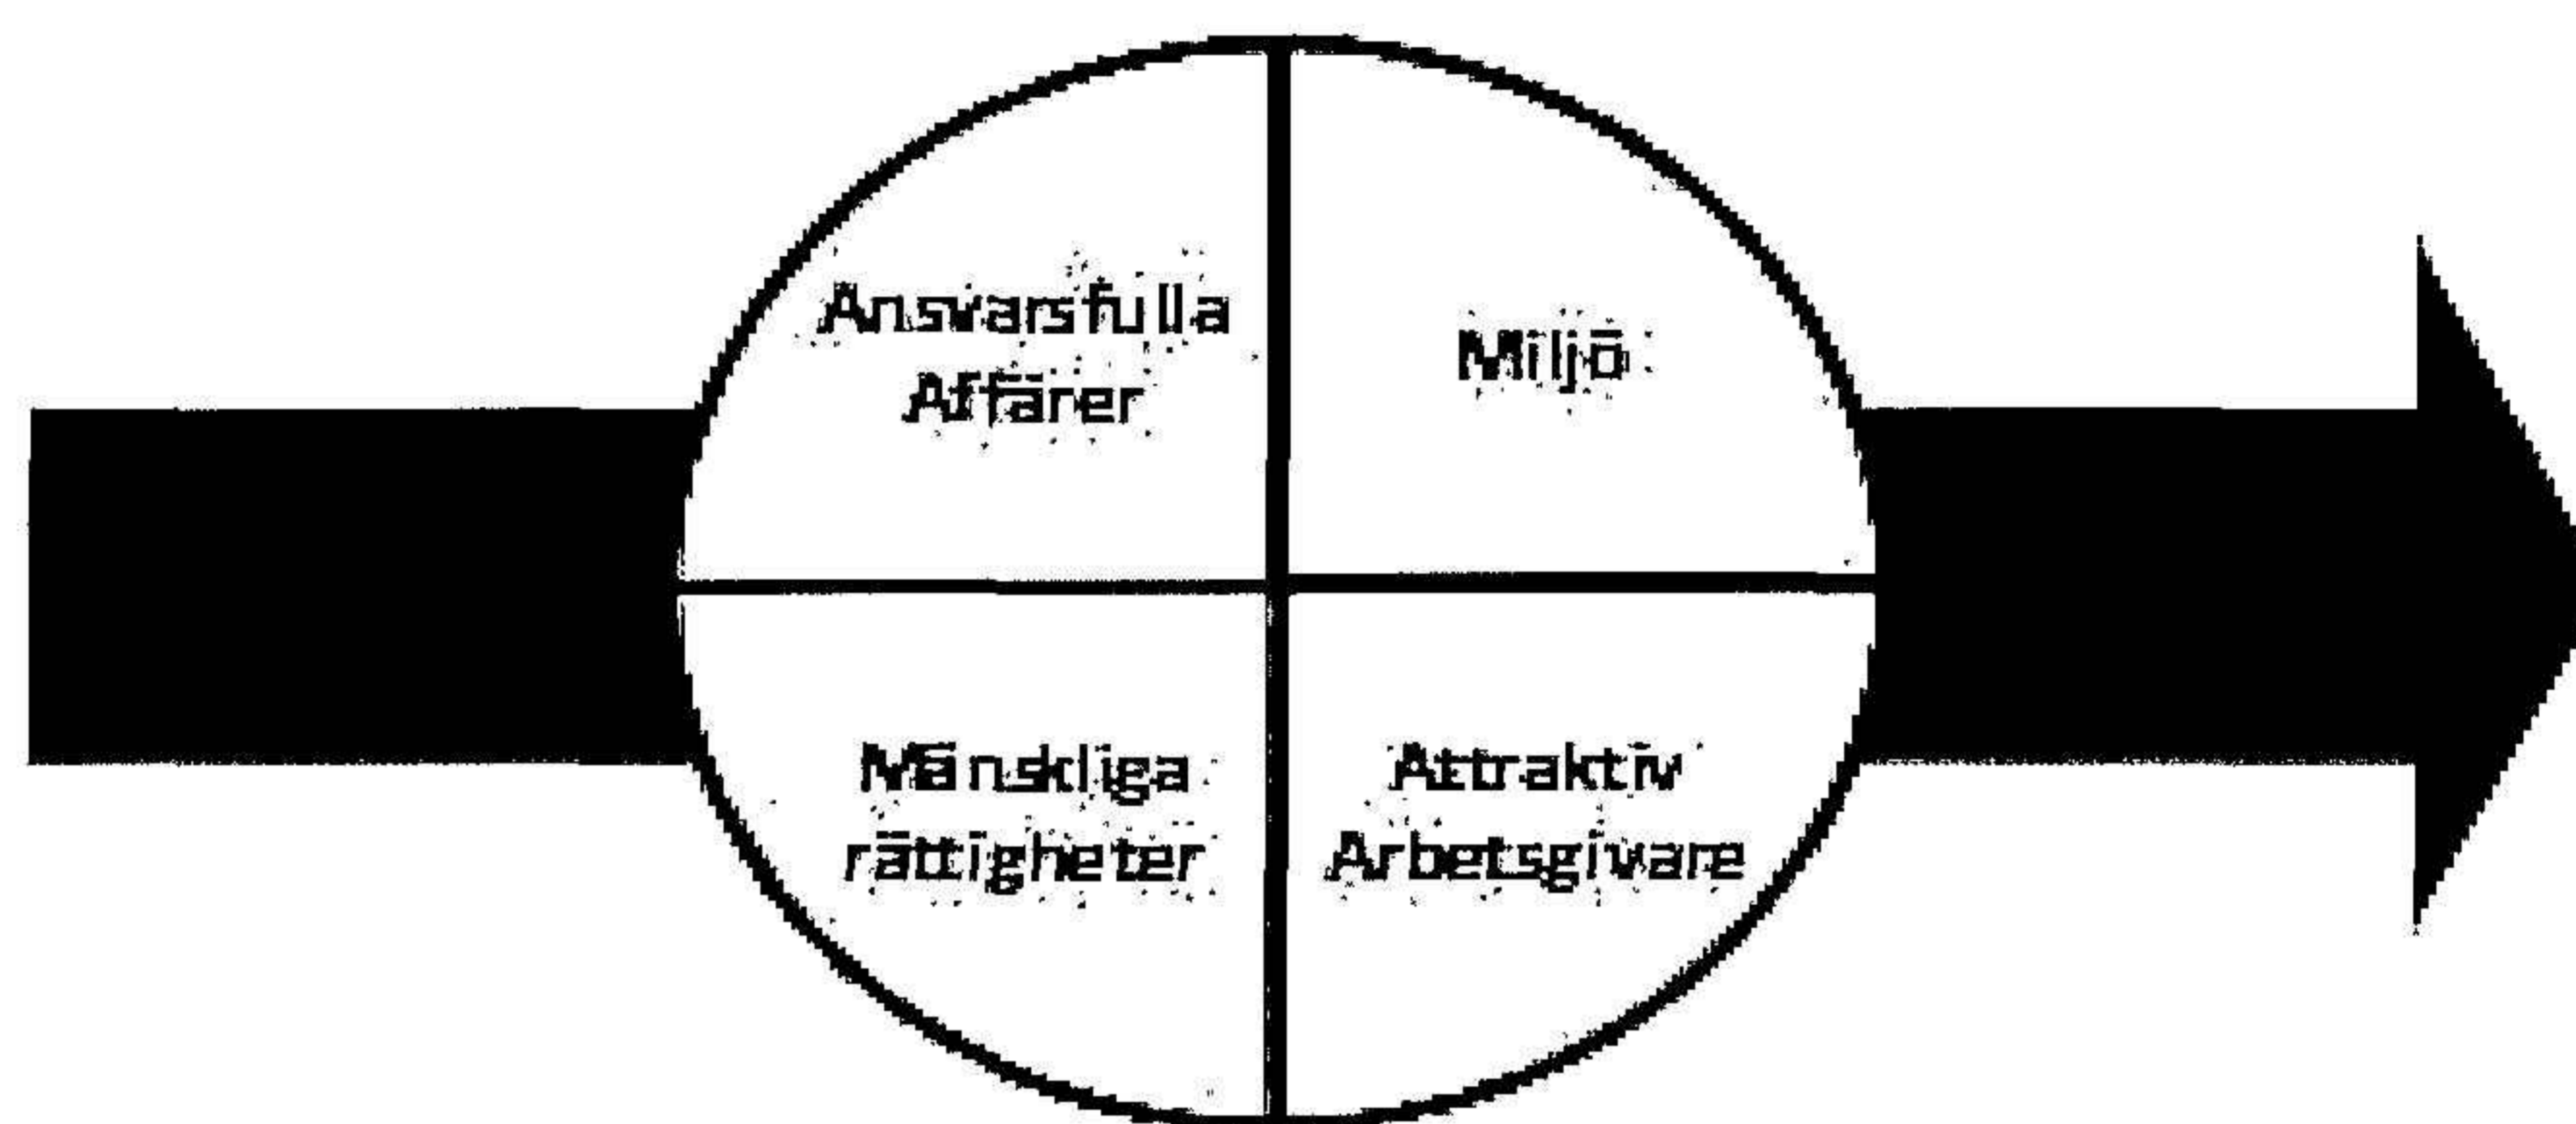 Ansvarsfulla
Affärer
Miljö
Mänskliga
rättigheter
Attraktiv
Arbetsgivare